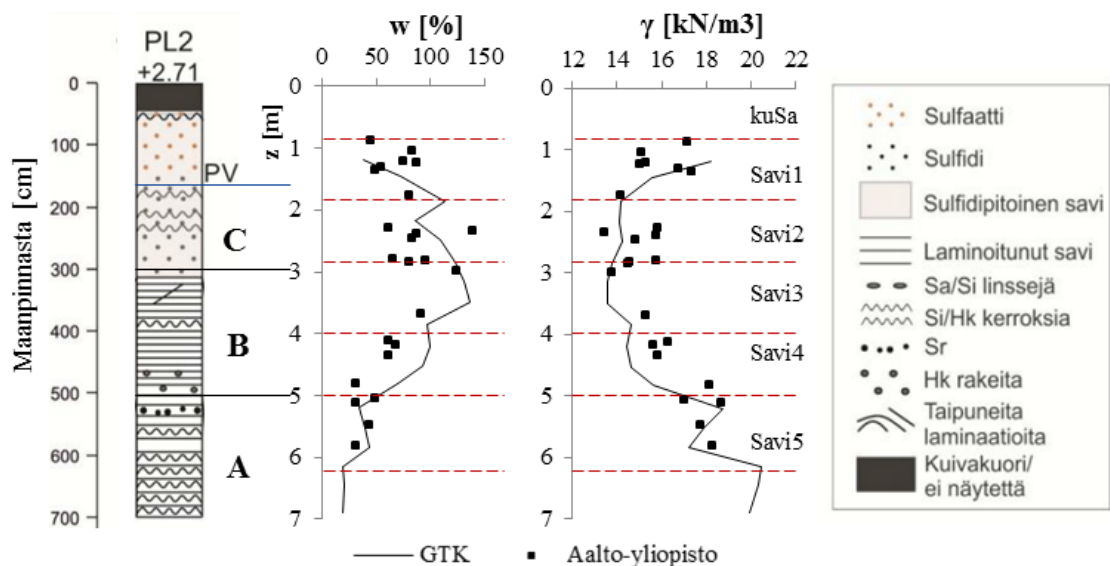 PL2
+2.71
Maanpinnasta [cm]
0
100
200
300
400
500
600
700
PV
C
B
A
w [%]
0 50 100 150
z [m]
0
1
2
3
4
5
6
7
γ [kN/m3]
12 14 16 18 20 22
0
1
2
3
4
5
6
7
kuSa
Savi1
Savi2
Savi3
Savi4
Savi5
GTK
Aalto-yliopisto
Sulfaatti
Sulfidi
Sulfidipitoinen savi
Laminoitunut savi
Sa/Si linssejä
Si/Hk kerroksia
Sr
Hk rakeita
Taipuneita
laminaatioita
Kuivakuori/
ei näytettä